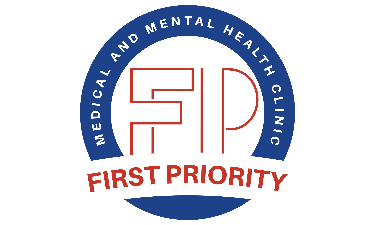 MEDICAL AND MENTAL HEALTH CLINIC
FP
FIRST PRIORITY